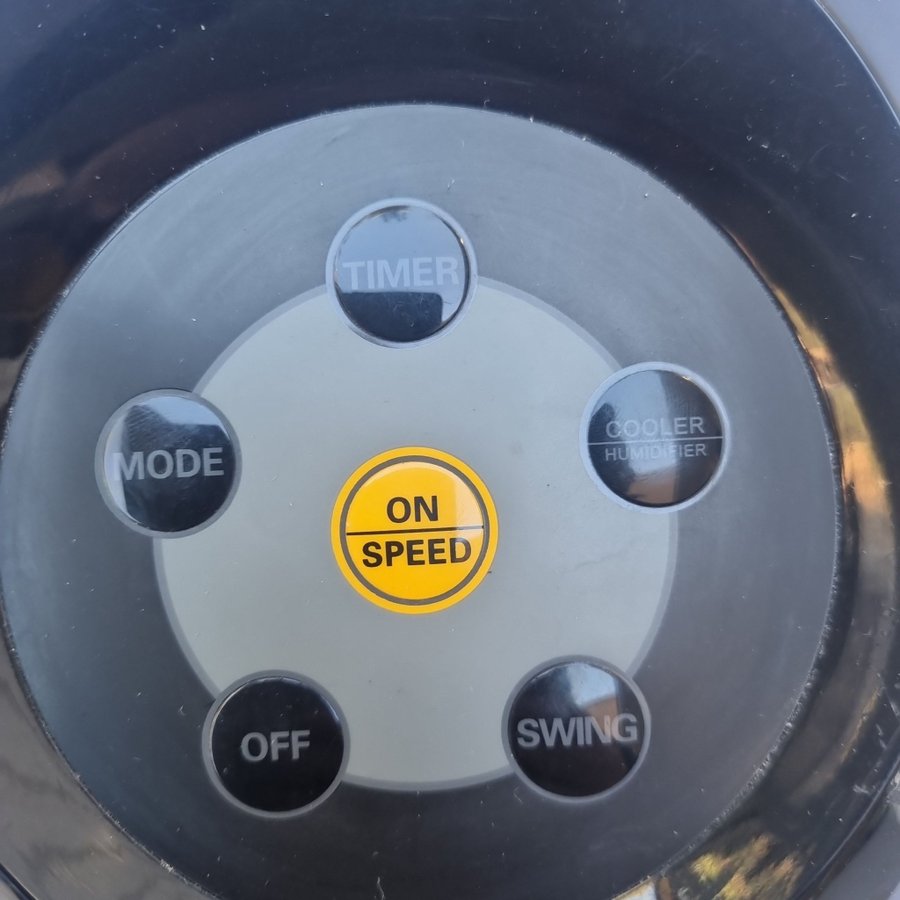 TIMER
COOLER
HUMIDIFIER
MODE
ON
SPEED
OFF
SWING